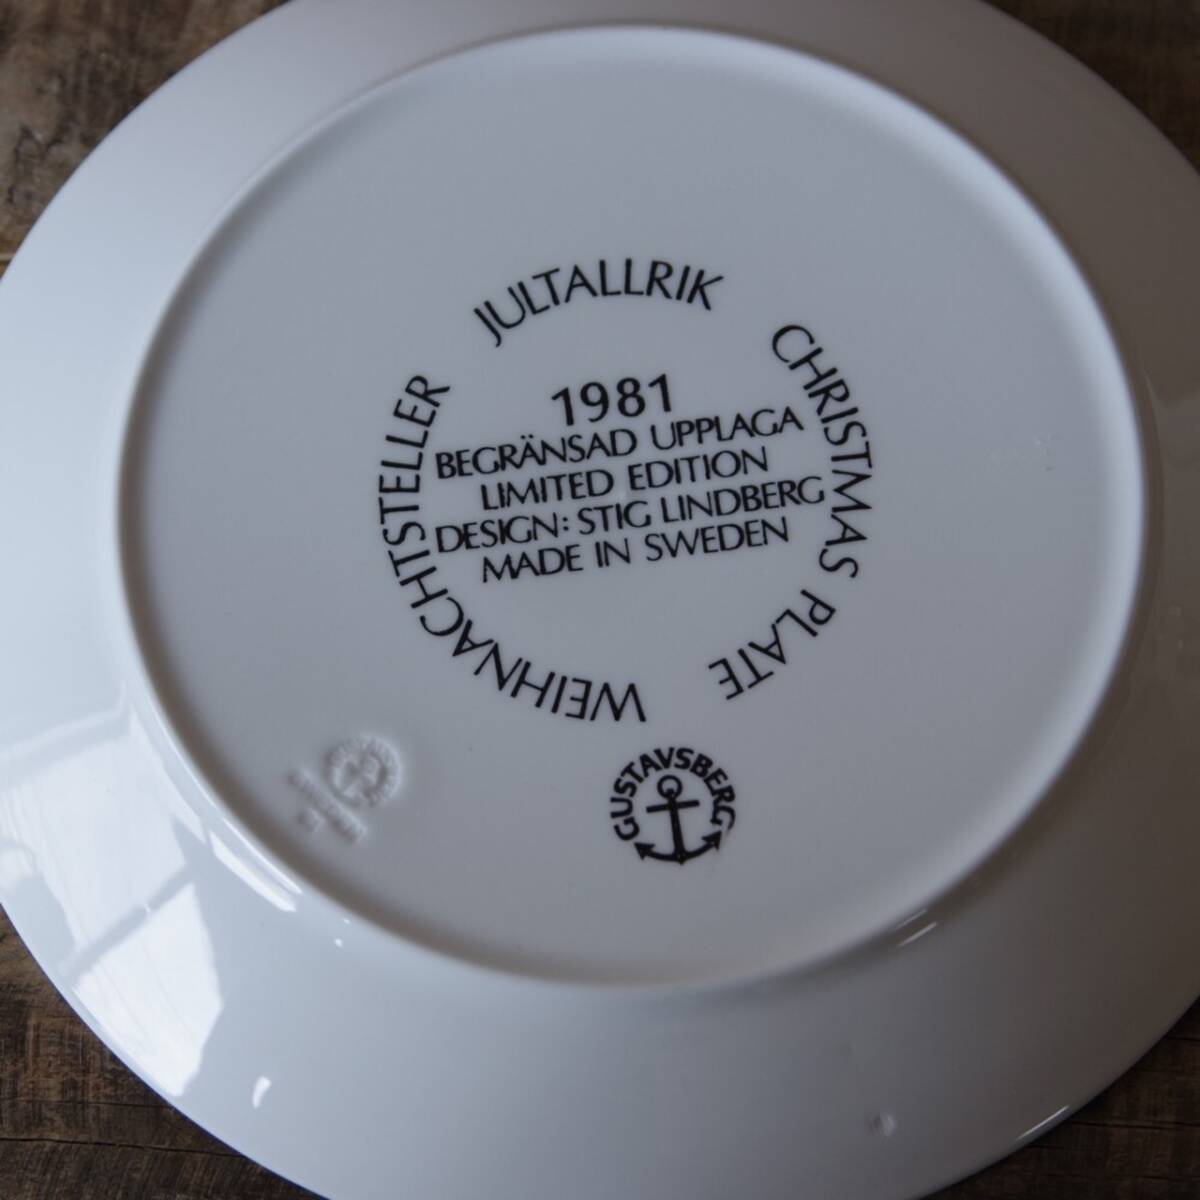 JULTALLRIK
CHRISTMAS PLATE
WEIHNACHTSTELLER
1981
BEGRÄNSAD UPPLAGA
LIMITED EDITION
DESIGN: STIG LINDBERG
MADE IN SWEDEN
GUSTAVSBERG